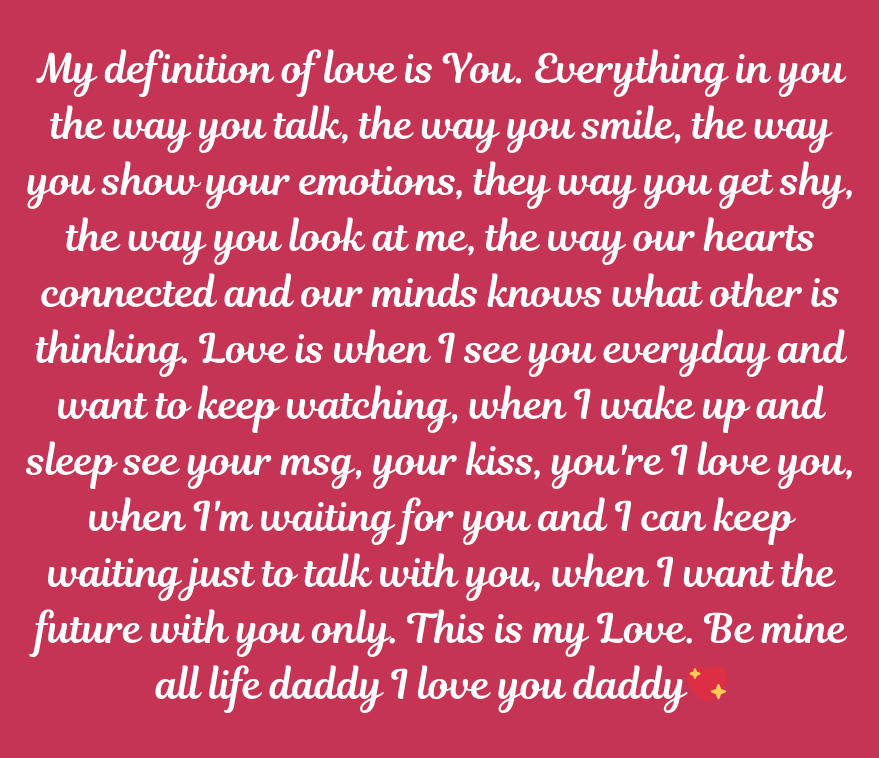 My definition of love is You. Everything in you
the way you talk, the way you smile, the way
you show your emotions, they way you get shy,
the way you look at me, the way our hearts
connected and our minds knows what other is
thinking. Love is when I see you everyday and
want to keep watching, when I wake up and
sleep see your msg, your kiss, you're I love you,
when I'm waiting for you and I can keep
waiting just to talk with you, when I want the
future with you only. This is my Love. Be mine
all life daddy I love you daddy💖